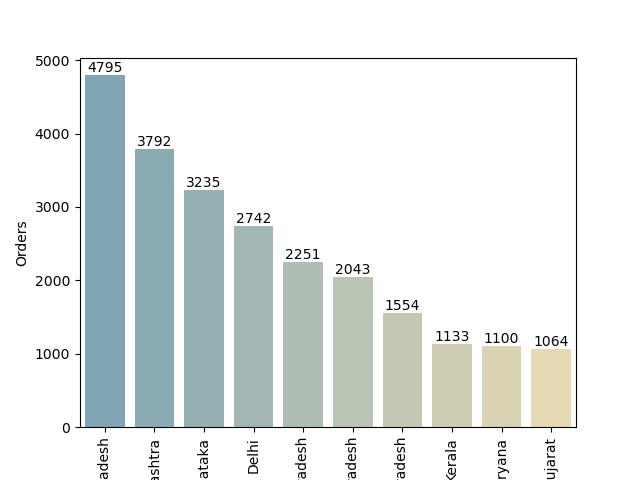 5000
4000
3000
2000
1000
0
Orders
4795
3792
3235
2742
2251
2043
1554
1133
1100
1064
adesh
ashtra
ataka
Delhi
radesh
radesh
radesh
Kerala
ryana
ujarat